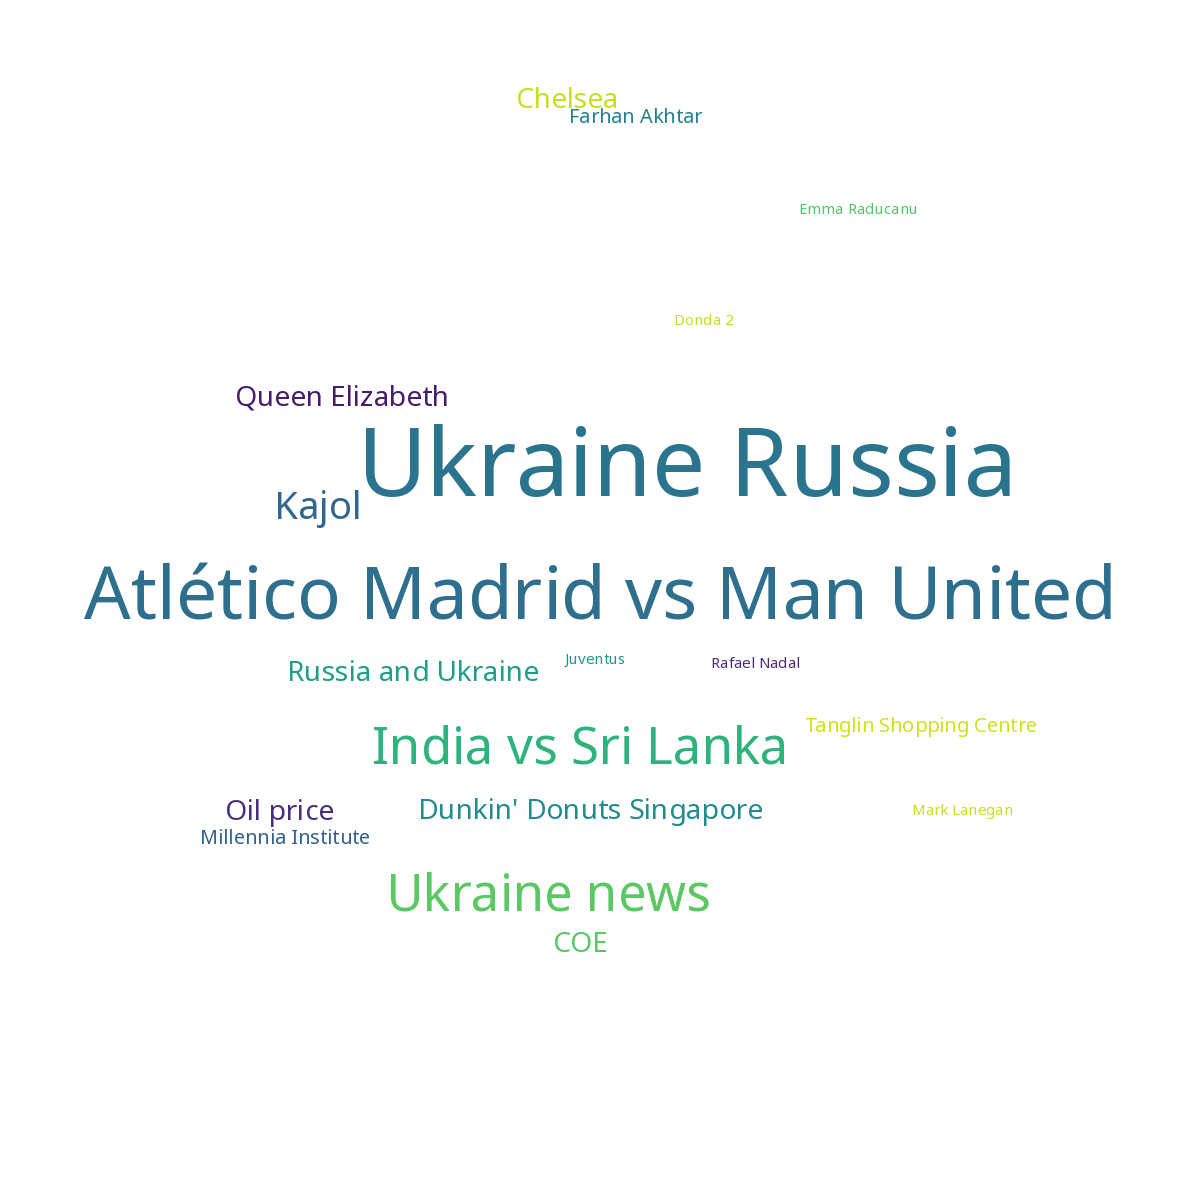 Chelsea
Farhan Akhtar
Emma Raducanu
Donda 2
Queen Elizabeth
Ukraine Russia
Kajol
Atlético Madrid vs Man United
Juventus
Rafael Nadal
Russia and Ukraine
Tanglin Shopping Centre
India vs Sri Lanka
Oil price
Dunkin' Donuts Singapore
Mark Lanegan
Millennia Institute
Ukraine news
COE